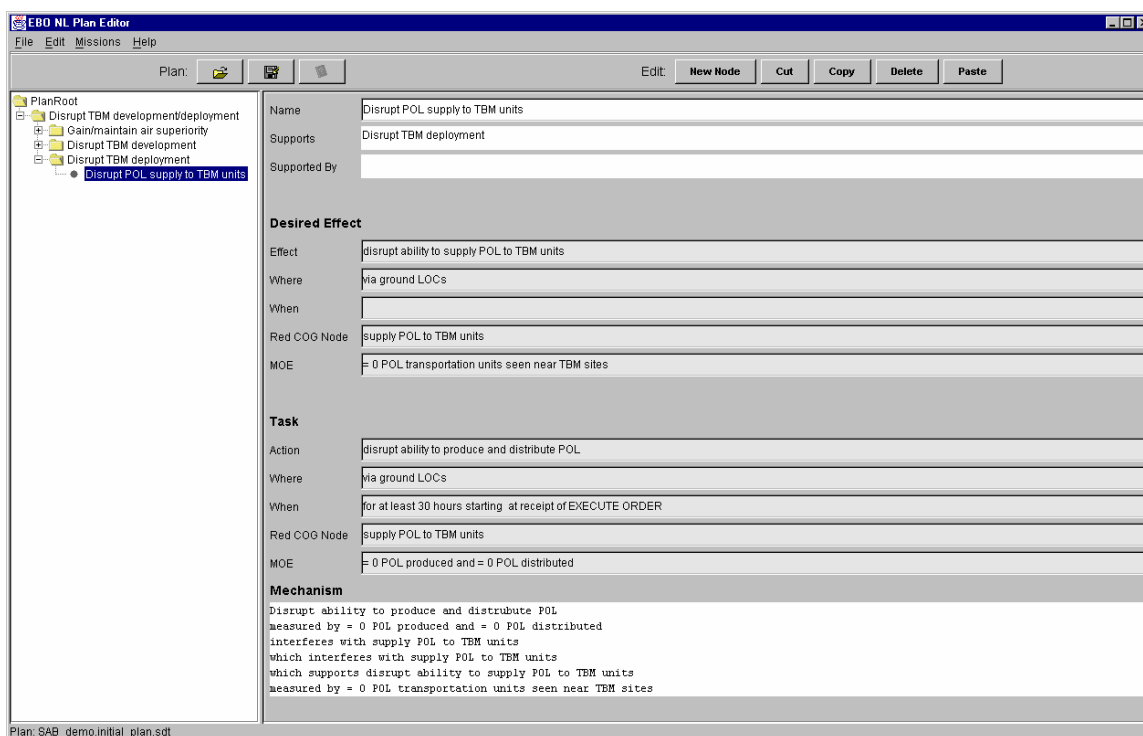 EBO NL Plan Editor
File Edit Missions Help
Plan:
Edit: New Node Cut Copy Delete Paste
PlanRoot
Disrupt TBM development/deployment
Gain/maintain air superiority
Disrupt TBM development
Disrupt TBM deployment
Disrupt POL supply to TBM units
Name Disrupt POL supply to TBM units
Supports Disrupt TBM deployment
Supported By
Desired Effect
Effect disrupt ability to supply POL to TBM units
Where via ground LOCs
When
Red COG Node supply POL to TBM units
MOE = 0 POL transportation units seen near TBM sites
Task
Action disrupt ability to produce and distribute POL
Where via ground LOCs
When for at least 30 hours starting at receipt of EXECUTE ORDER
Red COG Node supply POL to TBM units
MOE = 0 POL produced and = 0 POL distributed
Mechanism
Disrupt ability to produce and distrubute POL
measured by = 0 POL produced and = 0 POL distributed
interferes with supply POL to TBM units
which interferes with supply POL to TBM units
which supports disrupt ability to supply POL to TBM units
measured by = 0 POL transportation units seen near TBM sites
Plan: SAB_demo.initial_plan.sdt